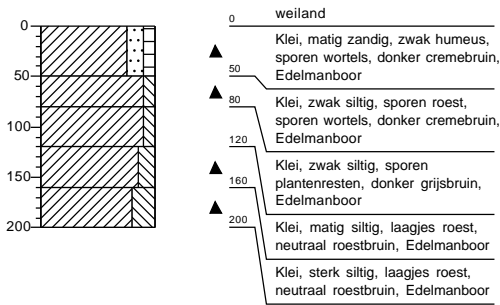 0
50
100
150
200
0
weiland
Klei, matig zandig, zwak humeus,
sporen wortels, donker cremebruin,
Edelmanboor
50
Klei, zwak siltig, sporen roest,
sporen wortels, donker cremebruin,
Edelmanboor
80
Klei, zwak siltig, sporen
plantenresten, donker grijsbruin,
Edelmanboor
120
Klei, matig siltig, laagjes roest,
neutraal roestbruin, Edelmanboor
160
Klei, sterk siltig, laagjes roest,
neutraal roestbruin, Edelmanboor
200